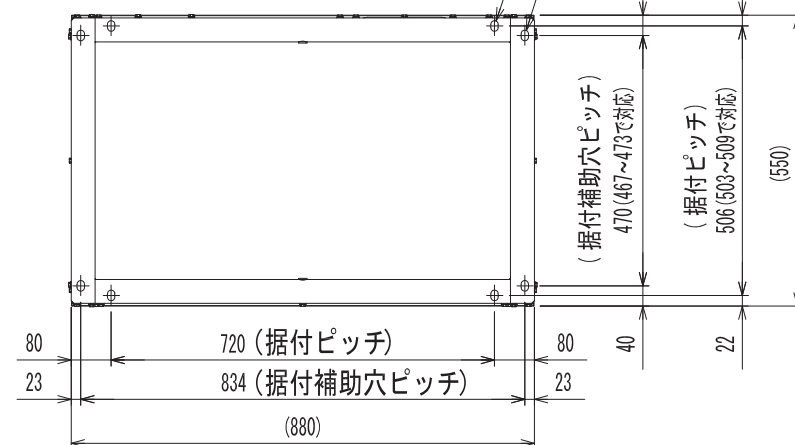 (据付補助穴ピッチ)
470(467~473で対応)
(据付ピッチ)
506(503~509で対応)
(550)
80
720(据付ピッチ)
80
40
22
23
834(据付補助穴ピッチ)
23
(880)